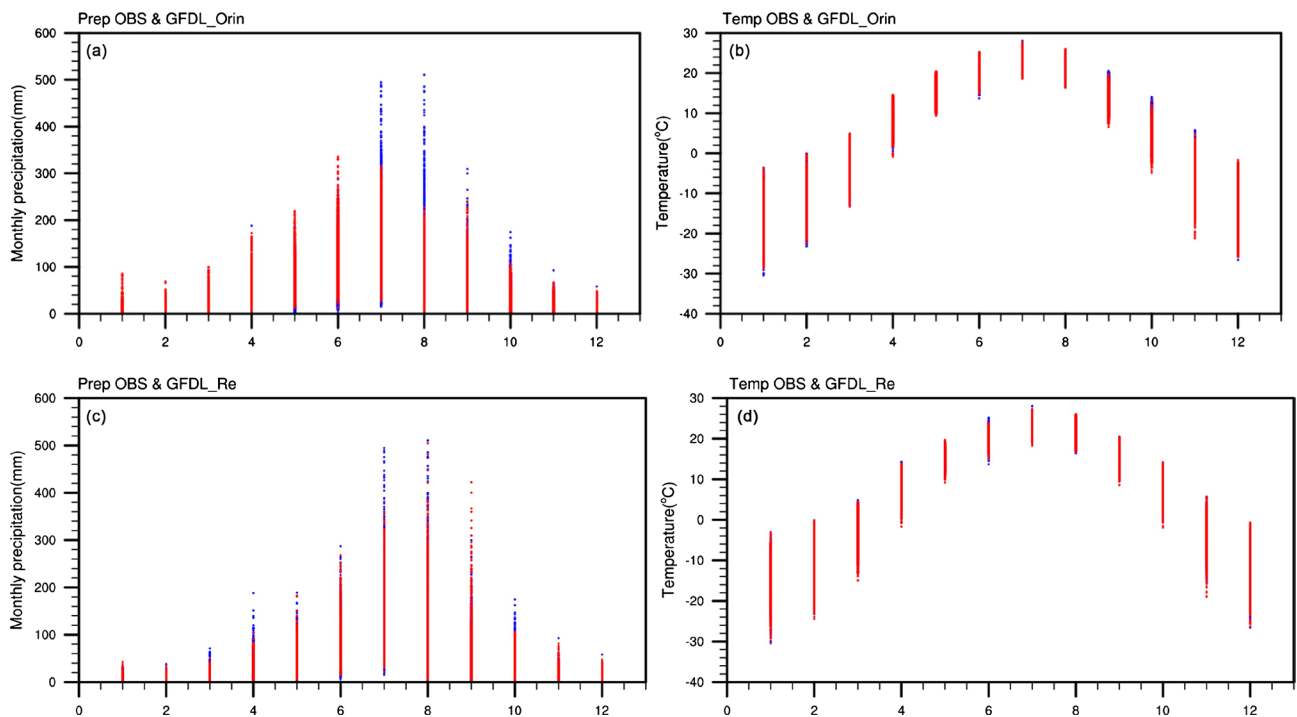 Prep OBS & GFDL_Orin
(a)
Monthly precipitation(mm)
600
500
400
300
200
100
0
0 2 4 6 8 10 12
Temp OBS & GFDL_Orin
(b)
Temperature(°C)
30
20
10
0
-10
-20
-30
-40
0 2 4 6 8 10 12
Prep OBS & GFDL_Re
(c)
Monthly precipitation(mm)
600
500
400
300
200
100
0
0 2 4 6 8 10 12
Temp OBS & GFDL_Re
(d)
Temperature(°C)
30
20
10
0
-10
-20
-30
-40
0 2 4 6 8 10 12